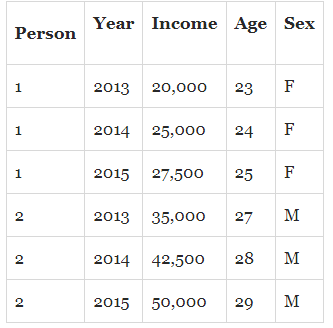 Person Year Income Age Sex
1 2013 20,000 23 F
1 2014 25,000 24 F
1 2015 27,500 25 F
2 2013 35,000 27 M
2 2014 42,500 28 M
2 2015 50,000 29 M